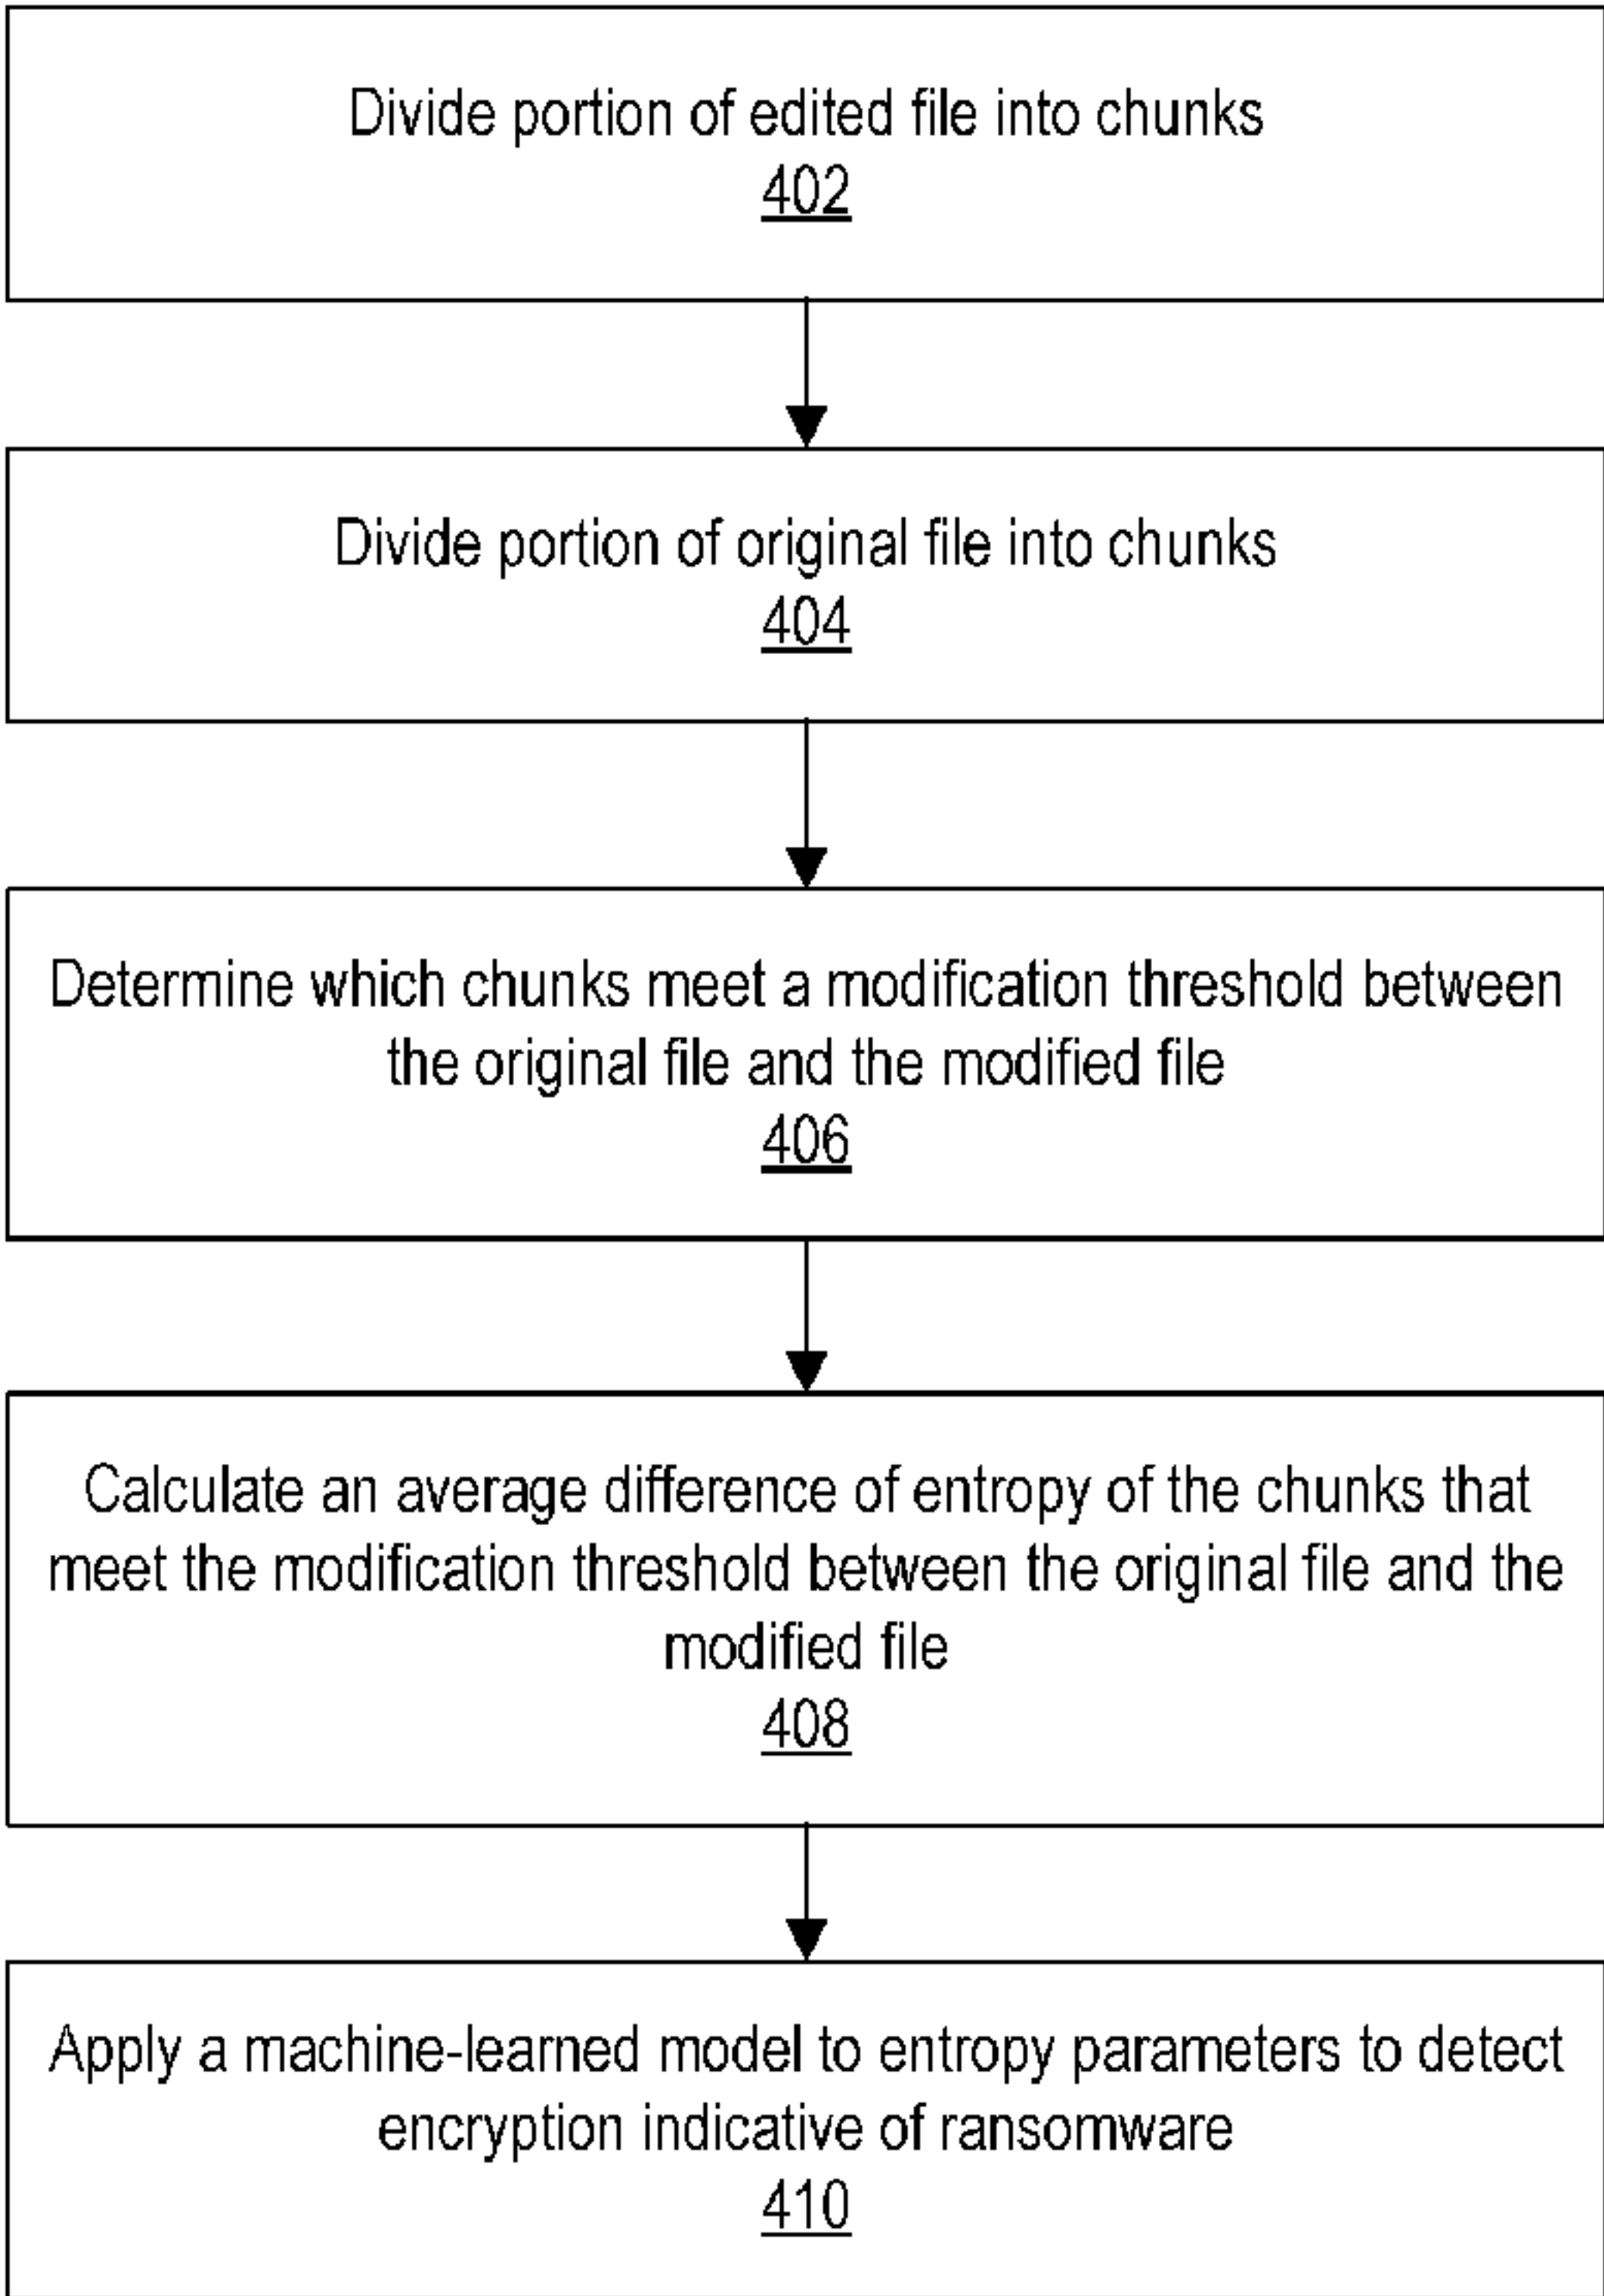 Divide portion of edited file into chunks
402
Divide portion of original file into chunks
404
Determine which chunks meet a modification threshold between
the original file and the modified file
406
Calculate an average difference of entropy of the chunks that
meet the modification threshold between the original file and the
modified file
408
Apply a machine-learned model to entropy parameters to detect
encryption indicative of ransomware
410